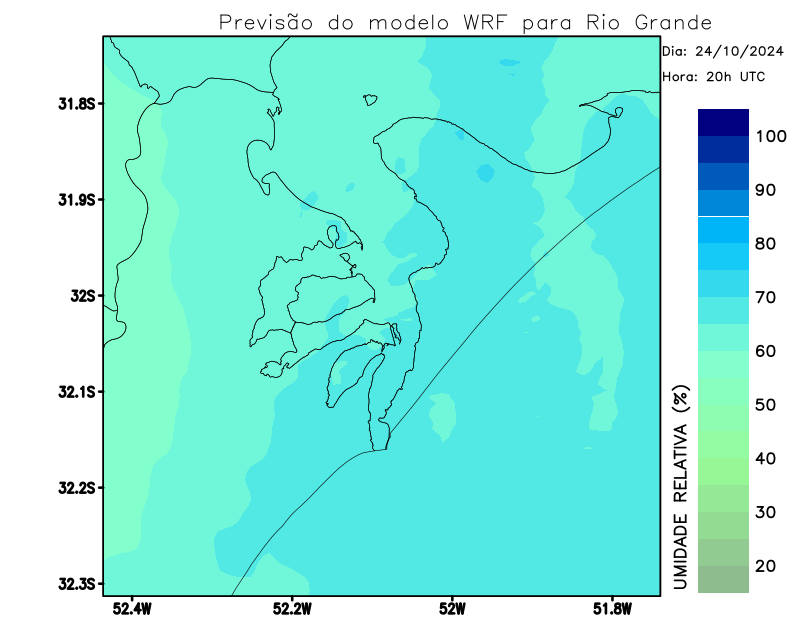 Previsão do modelo WRF para Rio Grande
Dia: 24/10/2024
Hora: 20h UTC
31.8S
31.9S
32S
32.1S
32.2S
32.3S
52.4W
52.2W
52W
51.8W
100
90
80
70
60
50
40
30
20
UMIDADE RELATIVA (%)